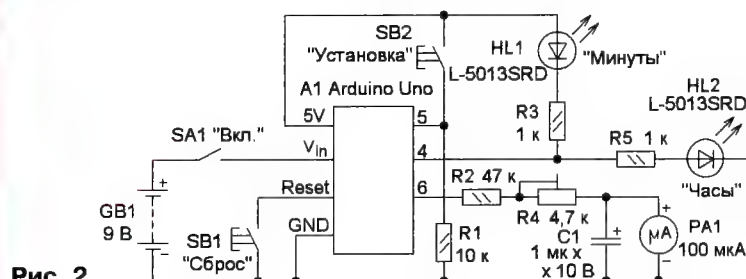 SB2
"Установка"
HL1
L-5013SRD
"Минуты"
HL2
L-5013SRD
A1 Arduino Uno
5V
5
R3
1 к
SA1 "Вкл."
Vin
4
R5 1 к
R2 47 к
"Часы"
Reset
6
GB1
9 В
+
-
SB1
"Сброс"
GND
R1
10 к
R4 4,7 к
C1
1 мк х
х 10 В
+
+
μA
-
PA1
100 мкА
Рис. 2